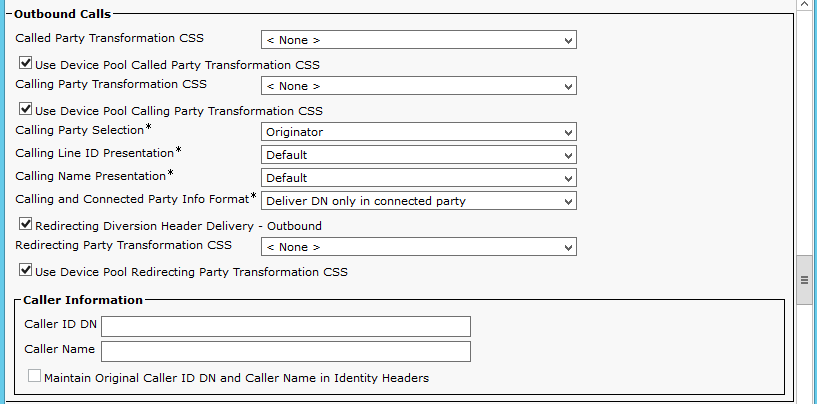 Outbound Calls
Called Party Transformation CSS < None >
Use Device Pool Called Party Transformation CSS
Calling Party Transformation CSS < None >
Use Device Pool Calling Party Transformation CSS
Calling Party Selection* Originator
Calling Line ID Presentation* Default
Calling Name Presentation* Default
Calling and Connected Party Info Format* Deliver DN only in connected party
Redirecting Diversion Header Delivery - Outbound
Redirecting Party Transformation CSS < None >
Use Device Pool Redirecting Party Transformation CSS
Caller Information
Caller ID DN
Caller Name
Maintain Original Caller ID DN and Caller Name in Identity Headers